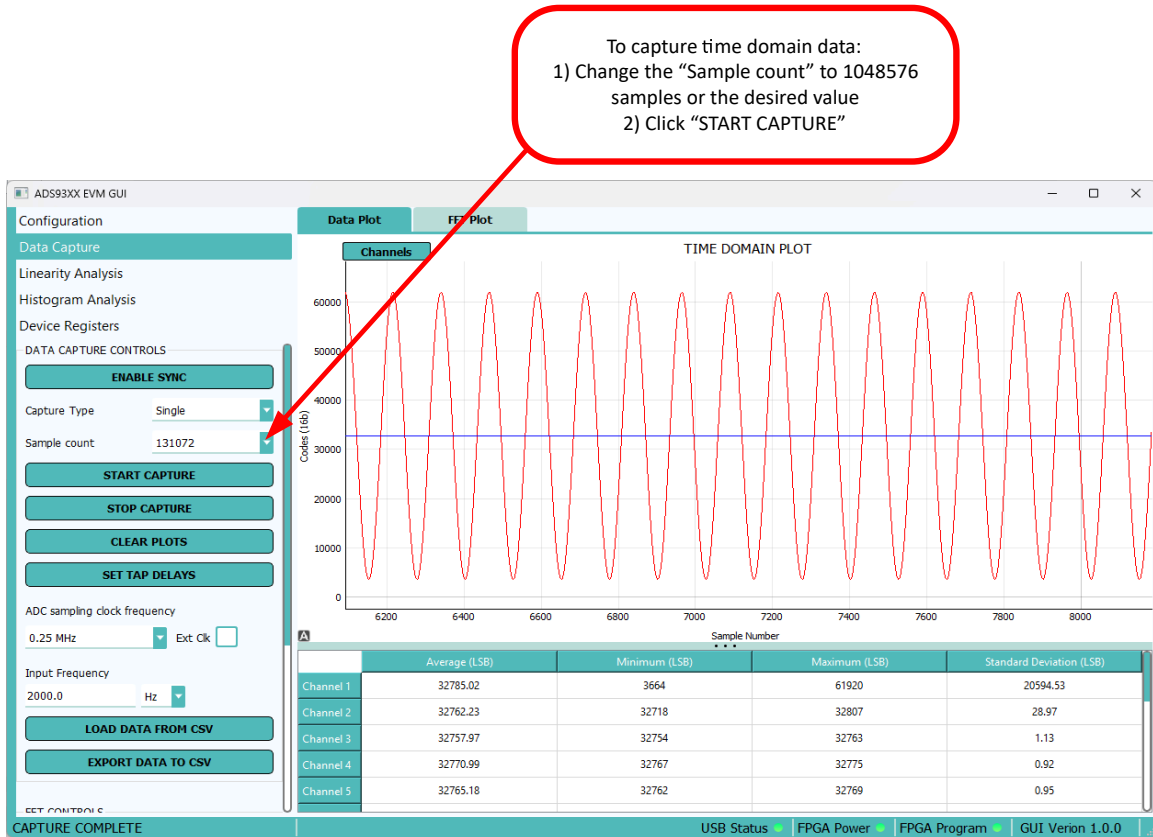 To capture time domain data:
1) Change the “Sample count” to 1048576
samples or the desired value
2) Click “START CAPTURE”
ADS93XX EVM GUI
Configuration
Data Capture
Linearity Analysis
Histogram Analysis
Device Registers
DATA CAPTURE CONTROLS
ENABLE SYNC
Capture Type Single
Sample count 131072
START CAPTURE
STOP CAPTURE
CLEAR PLOTS
SET TAP DELAYS
ADC sampling clock frequency
0.25 MHz Ext Clk
Input Frequency
2000.0 Hz
LOAD DATA FROM CSV
EXPORT DATA TO CSV
FFT CONTROLS
Data Plot FFT Plot
Channels
TIME DOMAIN PLOT
Codes (16b)
60000
50000
40000
30000
20000
10000
0
6200 6400 6600 6800 7000 7200 7400 7600 7800 8000
Sample Number
A
Average (LSB) Minimum (LSB) Maximum (LSB) Standard Deviation (LSB)
Channel 1 32785.02 3664 61920 20594.53
Channel 2 32762.23 32718 32807 28.97
Channel 3 32757.97 32754 32763 1.13
Channel 4 32770.99 32767 32775 0.92
Channel 5 32765.18 32762 32769 0.95
CAPTURE COMPLETE
USB Status FPGA Power FPGA Program GUI Verion 1.0.0